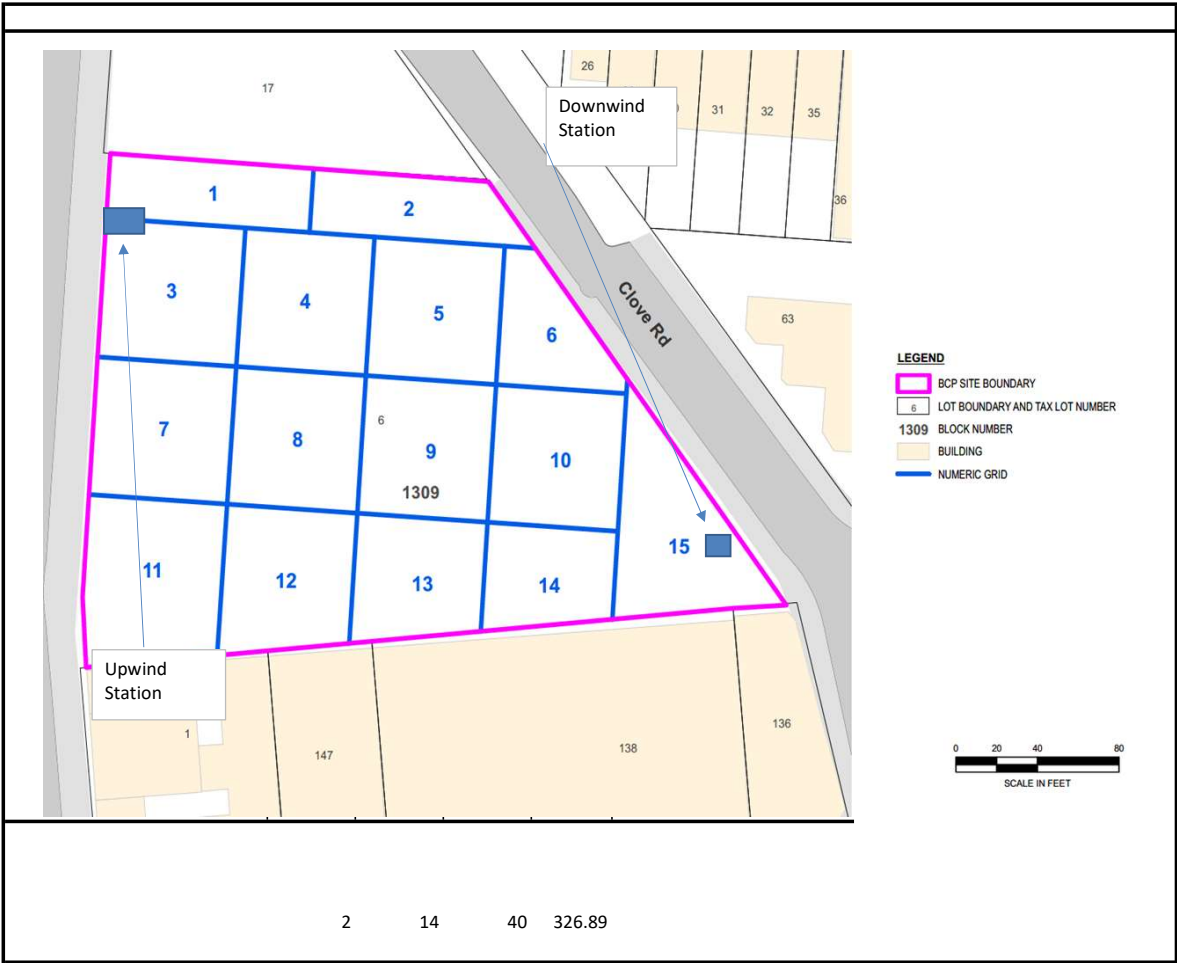 17
26
31
32
35
36
Downwind
Station
1
2
3
4
5
6
Clove Rd
63
7
8
6
9
10
1309
11
12
13
14
15
Upwind
Station
1
147
138
136
LEGEND
BCP SITE BOUNDARY
6 LOT BOUNDARY AND TAX LOT NUMBER
1309 BLOCK NUMBER
BUILDING
NUMERIC GRID
0 20 40 80
SCALE IN FEET
2 14 40 326.89